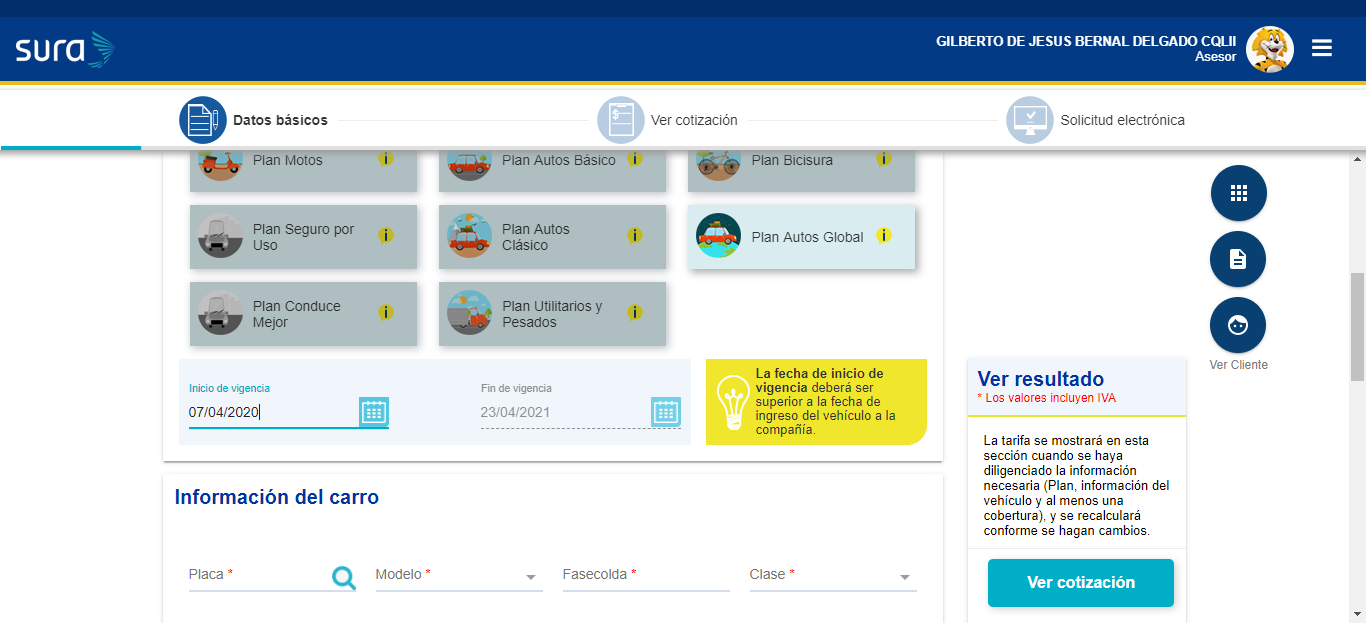 sura
GILBERTO DE JESUS BERNAL DELGADO CQLII
Asesor
Datos básicos
Ver cotización
Solicitud electrónica
Plan Motos
i
Plan Autos Básico
i
Plan Bicisura
i
Plan Seguro por
Uso
i
Plan Autos
Clásico
i
Plan Autos Global
i
Plan Conduce
Mejor
i
Plan Utilitarios y
Pesados
i
Inicio de vigencia
07/04/2020
Fin de vigencia
23/04/2021
La fecha de inicio de
vigencia deberá ser
superior a la fecha de
ingreso del vehículo a la
compañía.
Ver Cliente
Ver resultado
* Los valores incluyen IVA
La tarifa se mostrará en esta
sección cuando se haya
diligenciado la información
necesaria (Plan, información del
vehículo y al menos una
cobertura), y se recalculará
conforme se hagan cambios.
Ver cotización
Información del carro
Placa *
Modelo *
Fasecolda *
Clase *